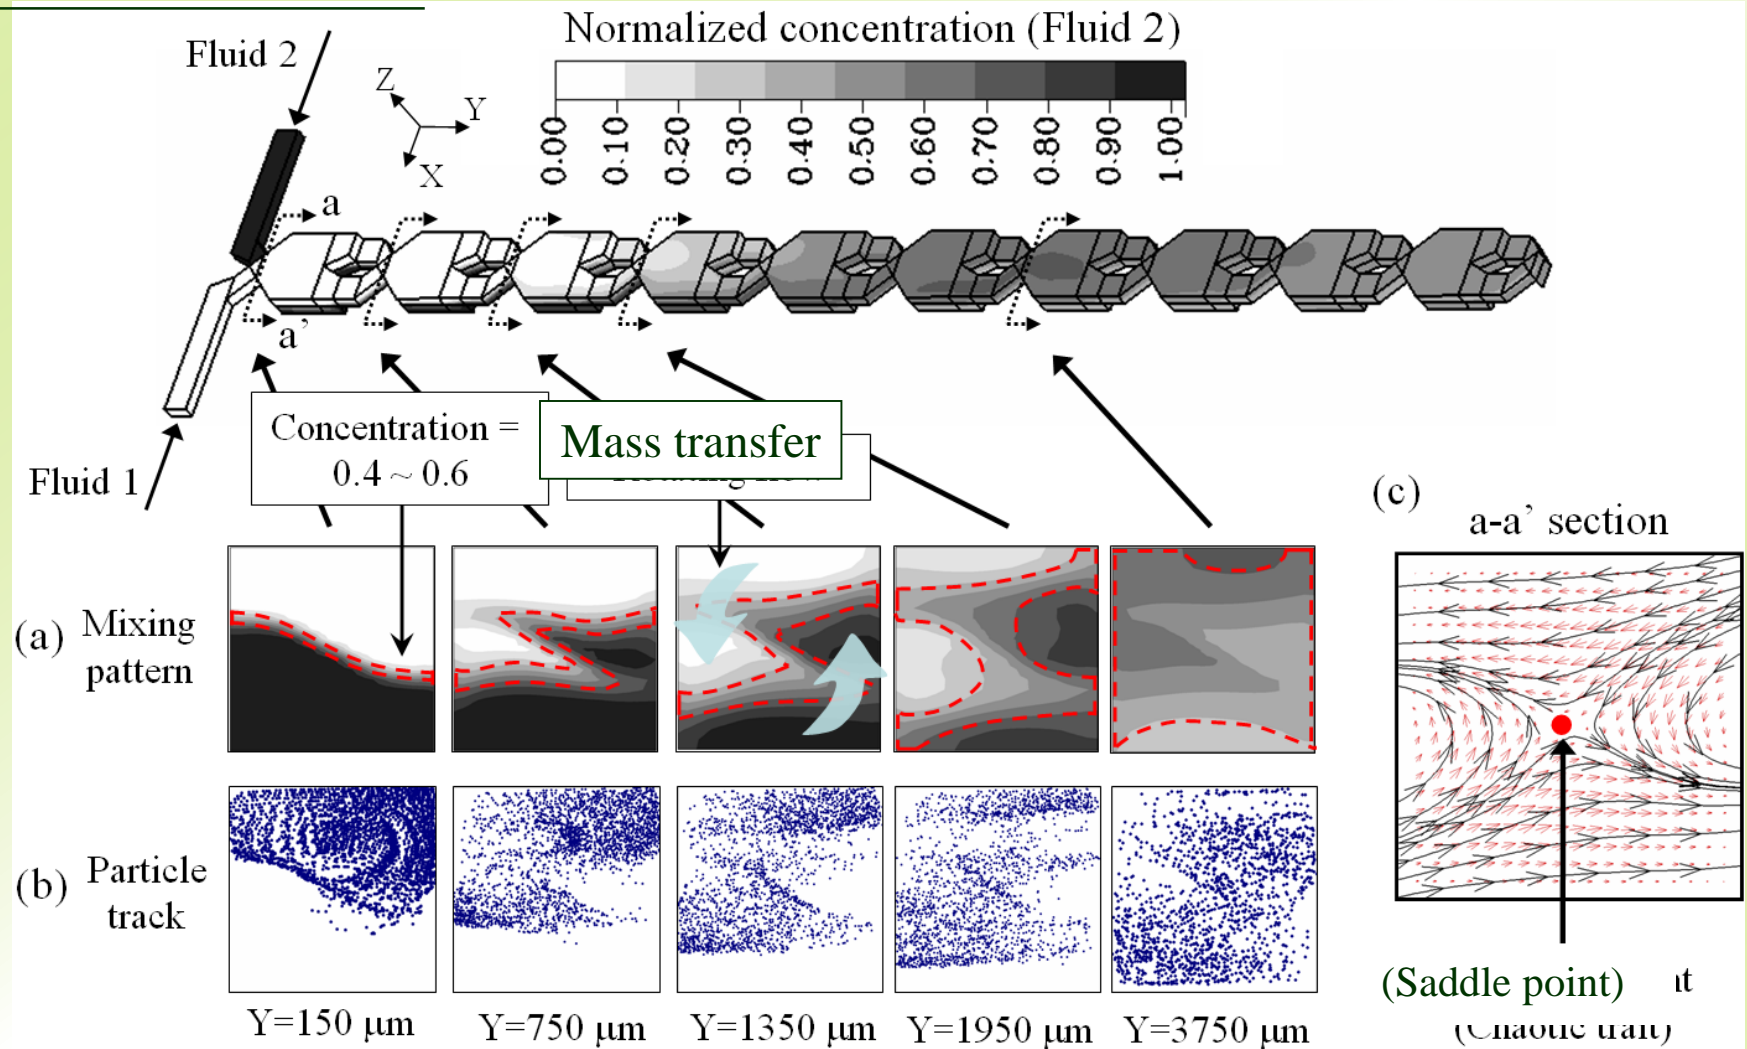 Normalized concentration (Fluid 2)
Fluid 2
Z
Y
X
0.00
0.10
0.20
0.30
0.40
0.50
0.60
0.70
0.80
0.90
1.00
a
a’
Fluid 1
Concentration =
0.4 ~ 0.6
Mass transfer
(c)
a-a’ section
(a)
Mixing
pattern
(b)
Particle
track
(Saddle point)
(Chaotic trait)
Y=150 µm
Y=750 µm
Y=1350 µm
Y=1950 µm
Y=3750 µm